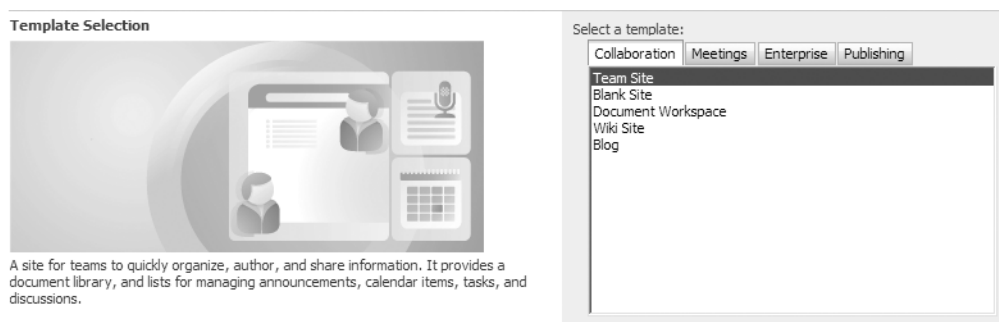 Template Selection
A site for teams to quickly organize, author, and share information. It provides a
document library, and lists for managing announcements, calendar items, tasks, and
discussions.
Select a template:
Collaboration Meetings Enterprise Publishing
Team Site
Blank Site
Document Workspace
Wiki Site
Blog